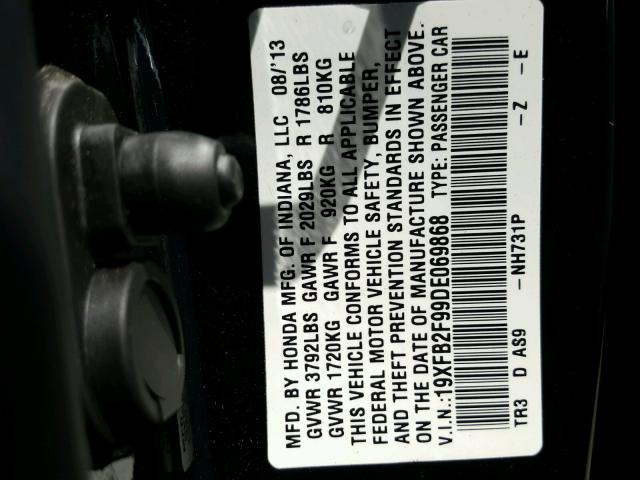 MFD. BY HONDA MFG. OF INDIANA, LLC 08/'13
GVWR 3792LBS GAWR F 2029LBS R 1786LBS
GVWR 1720KG GAWR F 920KG R 810KG
THIS VEHICLE CONFORMS TO ALL APPLICABLE
FEDERAL MOTOR VEHICLE SAFETY, BUMPER,
AND THEFT PREVENTION STANDARDS IN EFFECT
ON THE DATE OF MANUFACTURE SHOWN ABOVE.
V.I.N.:19XFB2F99DE069868 TYPE: PASSENGER CAR
TR3 D AS9 -NH731P -Z -E